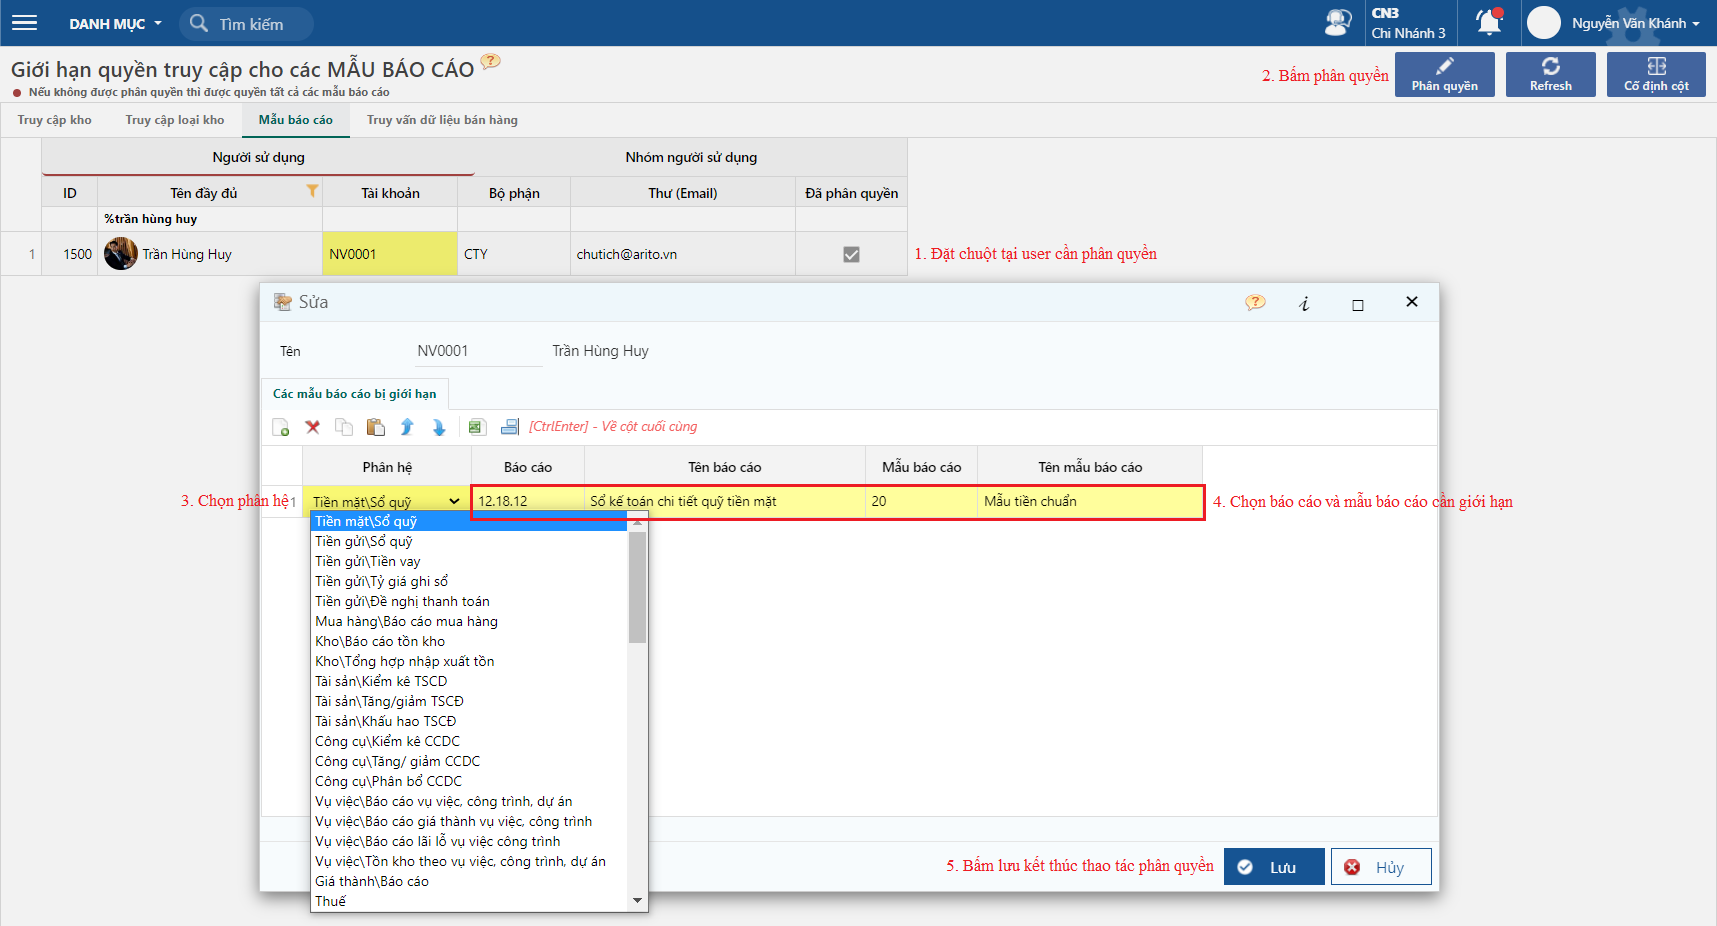 DANH MỤC
Tìm kiếm
CN3
Chi Nhánh 3
Nguyễn Văn Khánh
Giới hạn quyền truy cập cho các MẪU BÁO CÁO
Nếu không được phân quyền thì được quyền tất cả các mẫu báo cáo
2. Bấm phân quyền
Phân quyền
Refresh
Cố định cột
Truy cập kho
Truy cập loại kho
Mẫu báo cáo
Truy vấn dữ liệu bán hàng
Người sử dụng
Nhóm người sử dụng
ID
Tên đầy đủ
Tài khoản
Bộ phận
Thư (Email)
Đã phân quyền
%trần hùng huy
1
1500
Trần Hùng Huy
NV0001
CTY
chutich@arito.vn
1. Đặt chuột tại user cần phân quyền
Sửa
Tên
NV0001
Trần Hùng Huy
Các mẫu báo cáo bị giới hạn
[CtrlEnter] - Về cột cuối cùng
Phân hệ
Báo cáo
Tên báo cáo
Mẫu báo cáo
Tên mẫu báo cáo
3. Chọn phân hệ
1
Tiền mặt\Sổ quỹ
12.18.12
Sổ kế toán chi tiết quỹ tiền mặt
20
Mẫu tiền chuẩn
4. Chọn báo cáo và mẫu báo cáo cần giới hạn
Tiền mặt\Sổ quỹ
Tiền gửi\Sổ quỹ
Tiền gửi\Tiền vay
Tiền gửi\Tỷ giá ghi sổ
Tiền gửi\Đề nghị thanh toán
Mua hàng\Báo cáo mua hàng
Kho\Báo cáo tồn kho
Kho\Tổng hợp nhập xuất tồn
Tài sản\Kiểm kê TSCD
Tài sản\Tăng/giảm TSCĐ
Tài sản\Khấu hao TSCĐ
Công cụ\Kiểm kê CCDC
Công cụ\Tăng/ giảm CCDC
Công cụ\Phân bổ CCDC
Vụ việc\Báo cáo vụ việc, công trình, dự án
Vụ việc\Báo cáo giá thành vụ việc, công trình
Vụ việc\Báo cáo lãi lỗ vụ việc công trình
Vụ việc\Tồn kho theo vụ việc, công trình, dự án
Giá thành\Báo cáo
Thuế
5. Bấm lưu kết thúc thao tác phân quyền
Lưu
Hủy